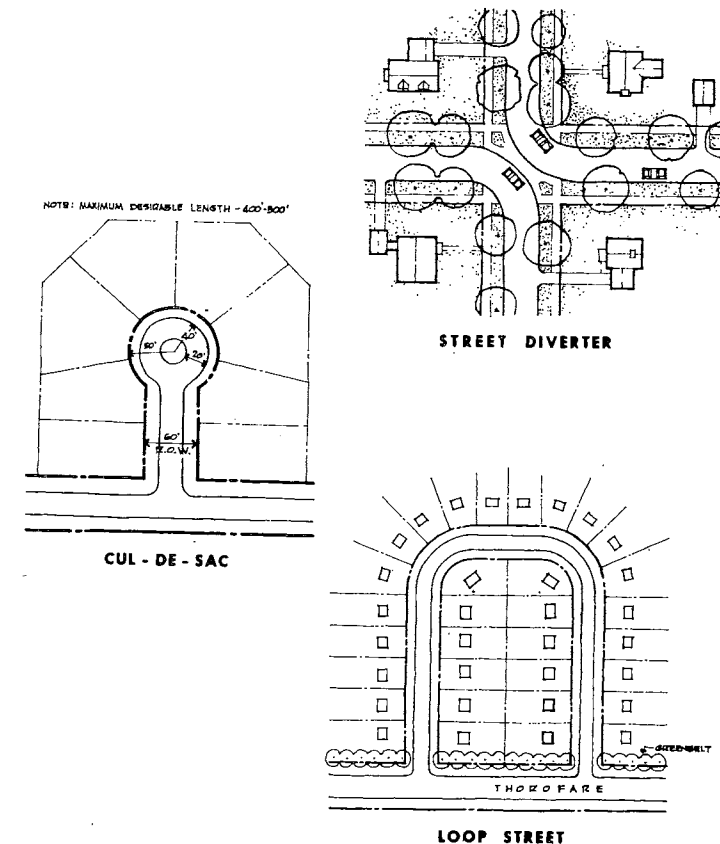 STREET DIVERTER
NOTE: MAXIMUM DESIRABLE LENGTH - 400'-500'
50'
40'
20'
60'
R.O.W.
CUL-DE-SAC
GREENBELT
THOROFARE
LOOP STREET